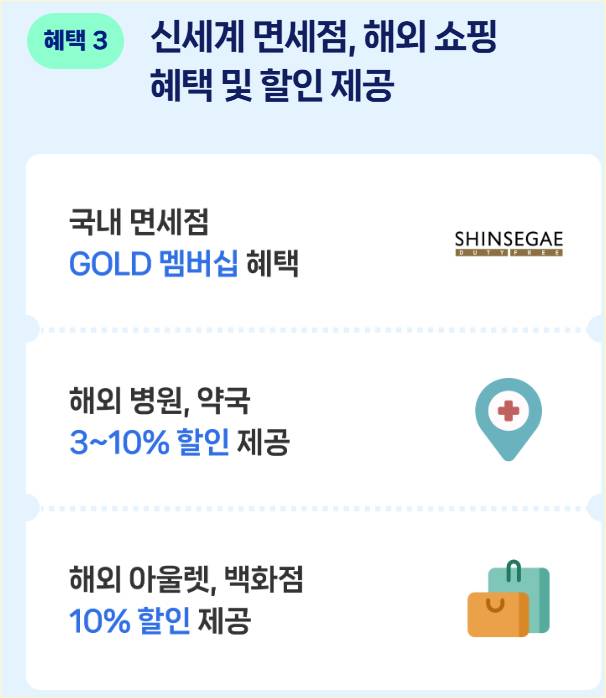 혜택 3
신세계 면세점, 해외 쇼핑
혜택 및 할인 제공
국내 면세점
GOLD 멤버십 혜택
SHINSEGAE
DUTY FREE
해외 병원, 약국
3~10% 할인 제공
해외 아울렛, 백화점
10% 할인 제공